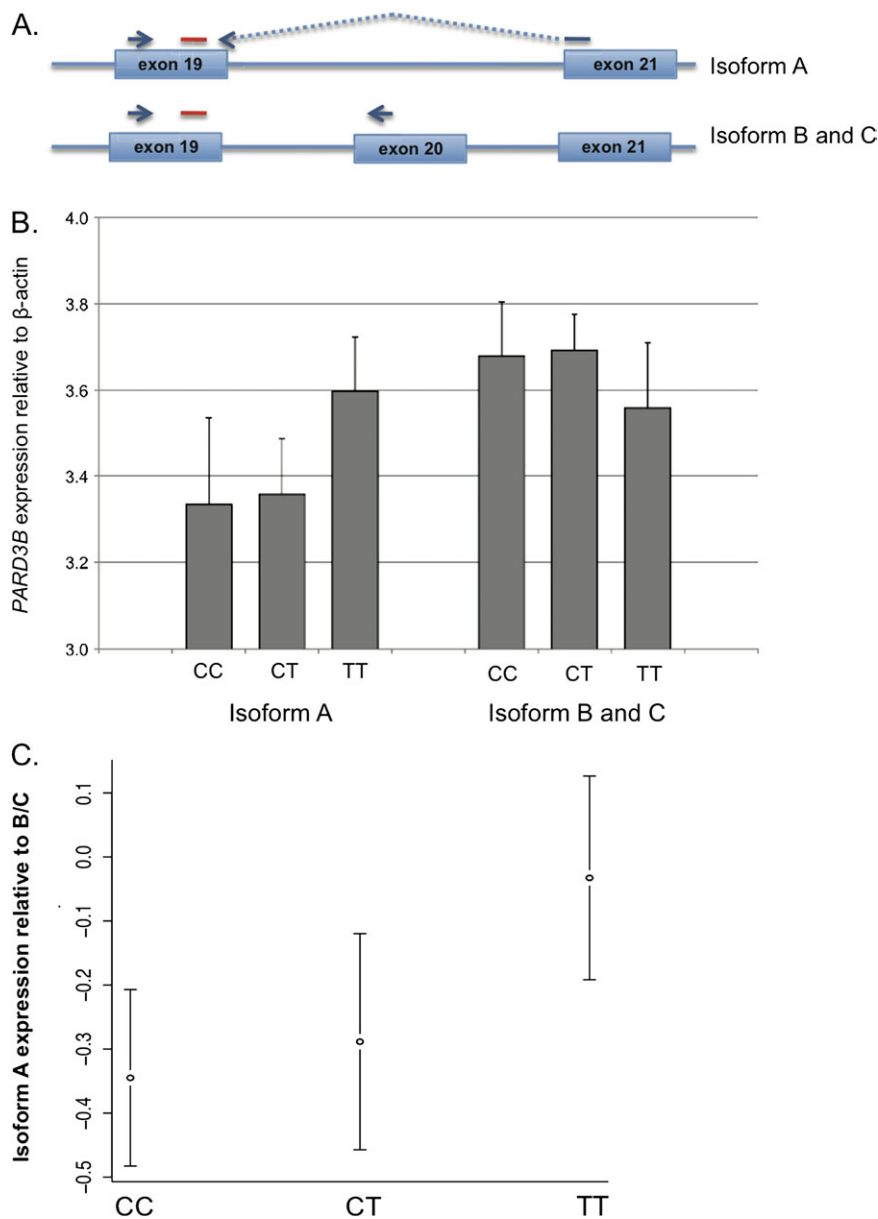 A.
exon 19
exon 21
Isoform A
exon 19
exon 20
exon 21
Isoform B and C
B.
PARD3B expression relative to β-actin
4.0
3.8
3.6
3.4
3.2
3.0
CC
CT
TT
CC
CT
TT
Isoform A
Isoform B and C
C.
Isoform A expression relative to B/C
0.1
0.0
−0.1
−0.2
−0.3
−0.4
−0.5
CC
CT
TT